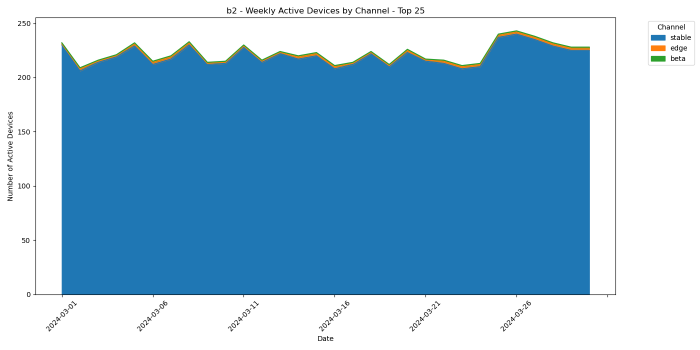 b2 - Weekly Active Devices by Channel - Top 25
Channel
stable
edge
beta
Number of Active Devices
250
200
150
100
50
0
2024-03-01
2024-03-06
2024-03-11
2024-03-16
2024-03-21
2024-03-26
Date